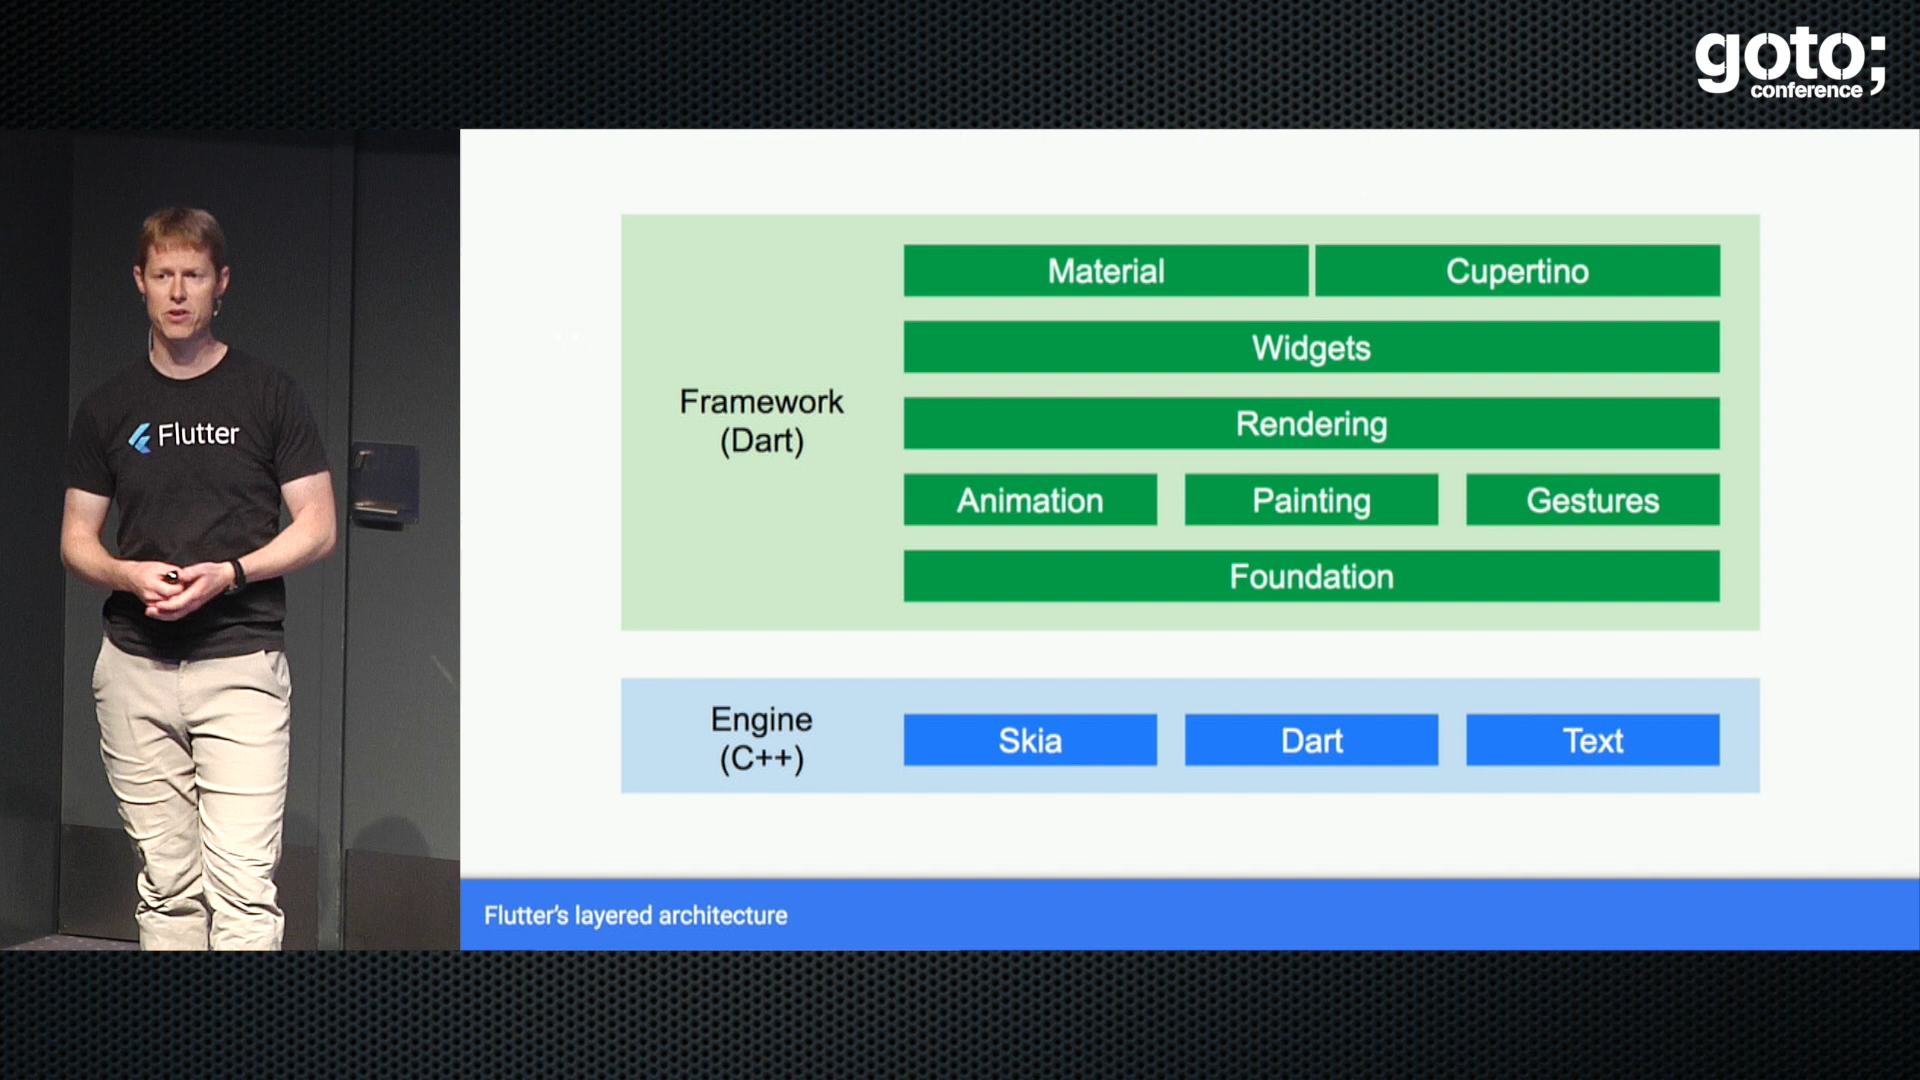 goto;
conference
Flutter
Material
Cupertino
Widgets
Framework
(Dart)
Rendering
Animation
Painting
Gestures
Foundation
Engine
(C++)
Skia
Dart
Text
Flutter's layered architecture